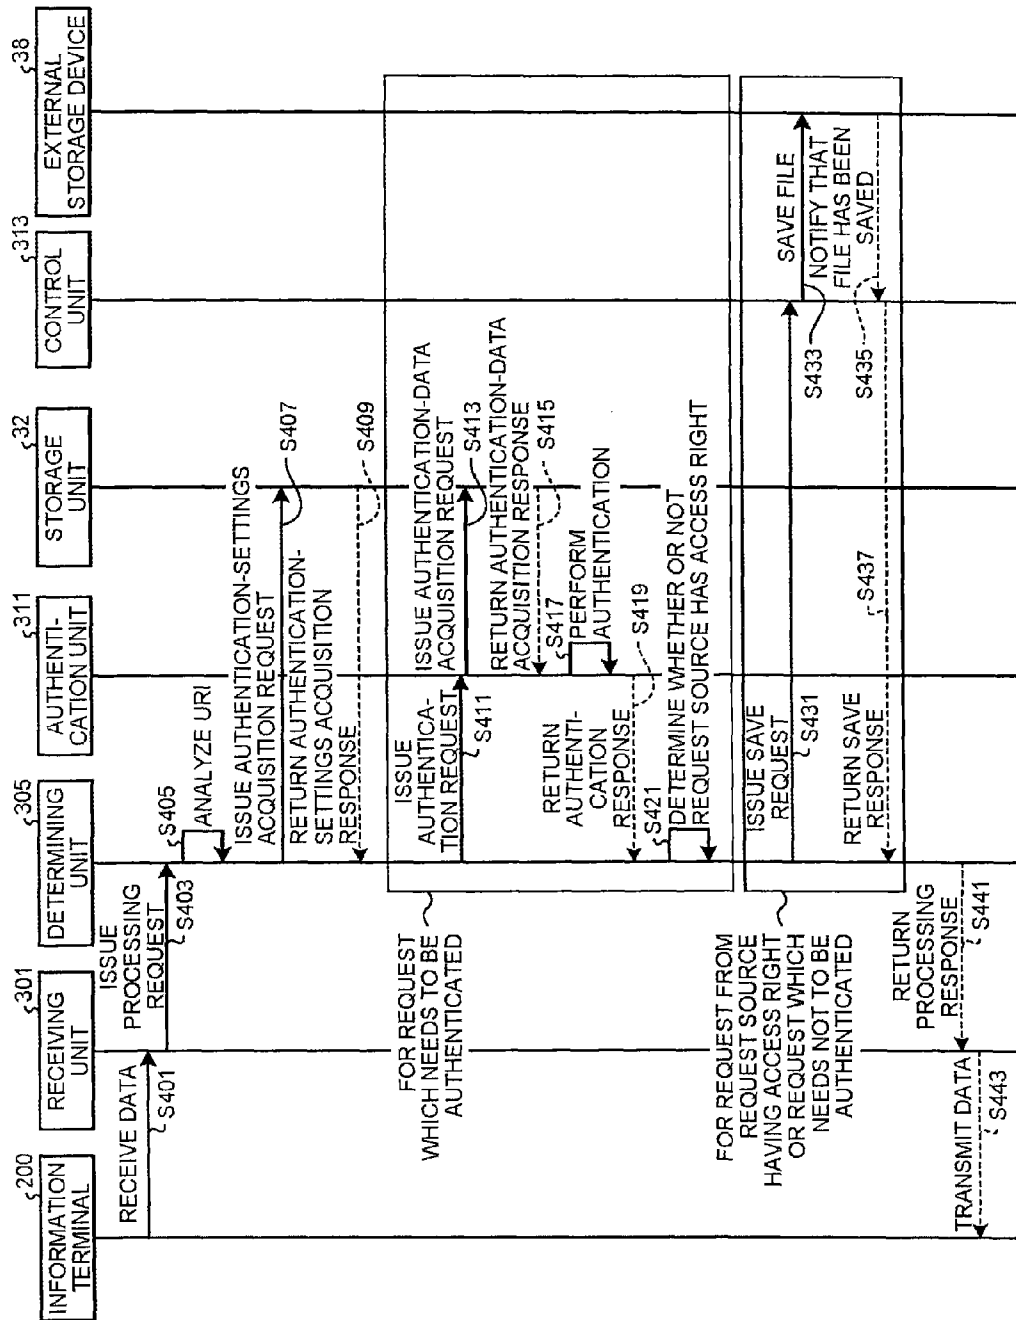 200
INFORMATION
TERMINAL
301
RECEIVING
UNIT
305
DETERMINING
UNIT
311
AUTHENTI-
CATION UNIT
32
STORAGE
UNIT
313
CONTROL
UNIT
38
EXTERNAL
STORAGE DEVICE
RECEIVE DATA
S401
ISSUE
PROCESSING
REQUEST
S403
S405
ANALYZE URI
ISSUE AUTHENTICATION-SETTINGS
ACQUISITION REQUEST
S407
RETURN AUTHENTICATION-
SETTINGS ACQUISITION
RESPONSE
S409
FOR REQUEST
WHICH NEEDS TO BE
AUTHENTICATED
ISSUE
AUTHENTICA-
TION REQUEST
S411
ISSUE AUTHENTICATION-DATA
ACQUISITION REQUEST
S413
RETURN AUTHENTICATION-DATA
ACQUISITION RESPONSE
S415
S417
PERFORM
AUTHENTICATION
RETURN
AUTHENTI-
CATION
RESPONSE
S419
S421
DETERMINE WHETHER OR NOT
REQUEST SOURCE HAS ACCESS RIGHT
FOR REQUEST FROM
REQUEST SOURCE
HAVING ACCESS RIGHT
OR REQUEST WHICH
NEEDS NOT TO BE
AUTHENTICATED
ISSUE SAVE
REQUEST
S431
SAVE FILE
S433
NOTIFY THAT
FILE HAS BEEN
SAVED
S435
RETURN SAVE
RESPONSE
S437
RETURN
PROCESSING
RESPONSE
S441
TRANSMIT DATA
S443